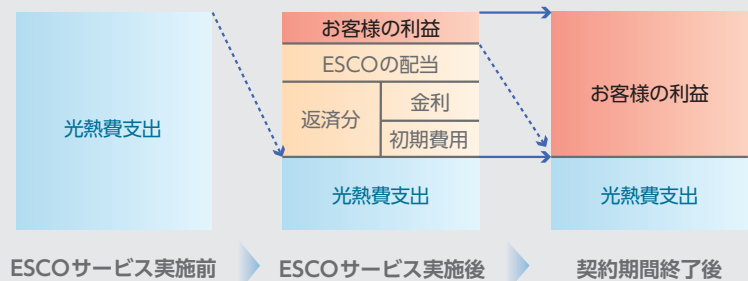 光熱費支出
お客様の利益
ESCOの配当
返済分
金利
初期費用
光熱費支出
お客様の利益
光熱費支出
ESCOサービス実施前
ESCOサービス実施後
契約期間終了後